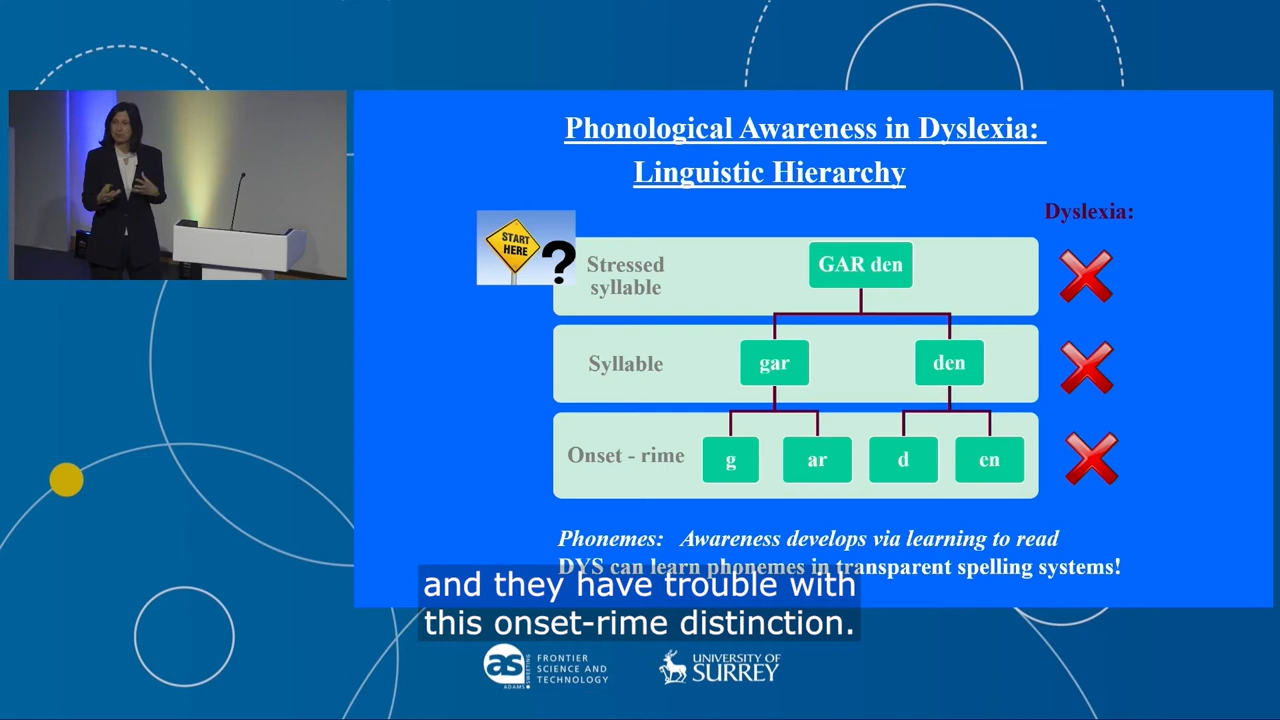 Phonological Awareness in Dyslexia:
Linguistic Hierarchy
Dyslexia:
START
HERE
?
Stressed
syllable
GAR den
Syllable
gar
den
Onset - rime
g
ar
d
en
Phonemes: Awareness develops via learning to read
DYS can learn phonemes in transparent spelling systems!
and they have trouble with
this onset-rime distinction.
as
ADAMS
SWEETING
FRONTIER
SCIENCE AND
TECHNOLOGY
UNIVERSITY OF
SURREY